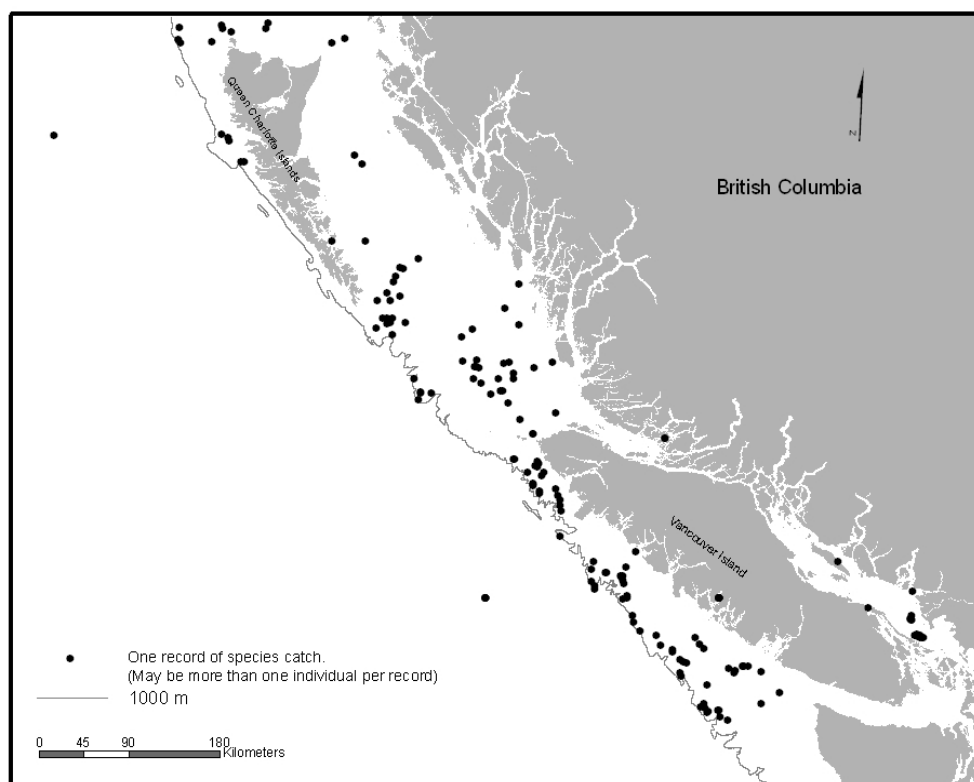 Queen Charlotte Islands
N
British Columbia
Vancouver Island
One record of species catch.
(May be more than one individual per record)
1000 m
0 45 90 180
Kilometers